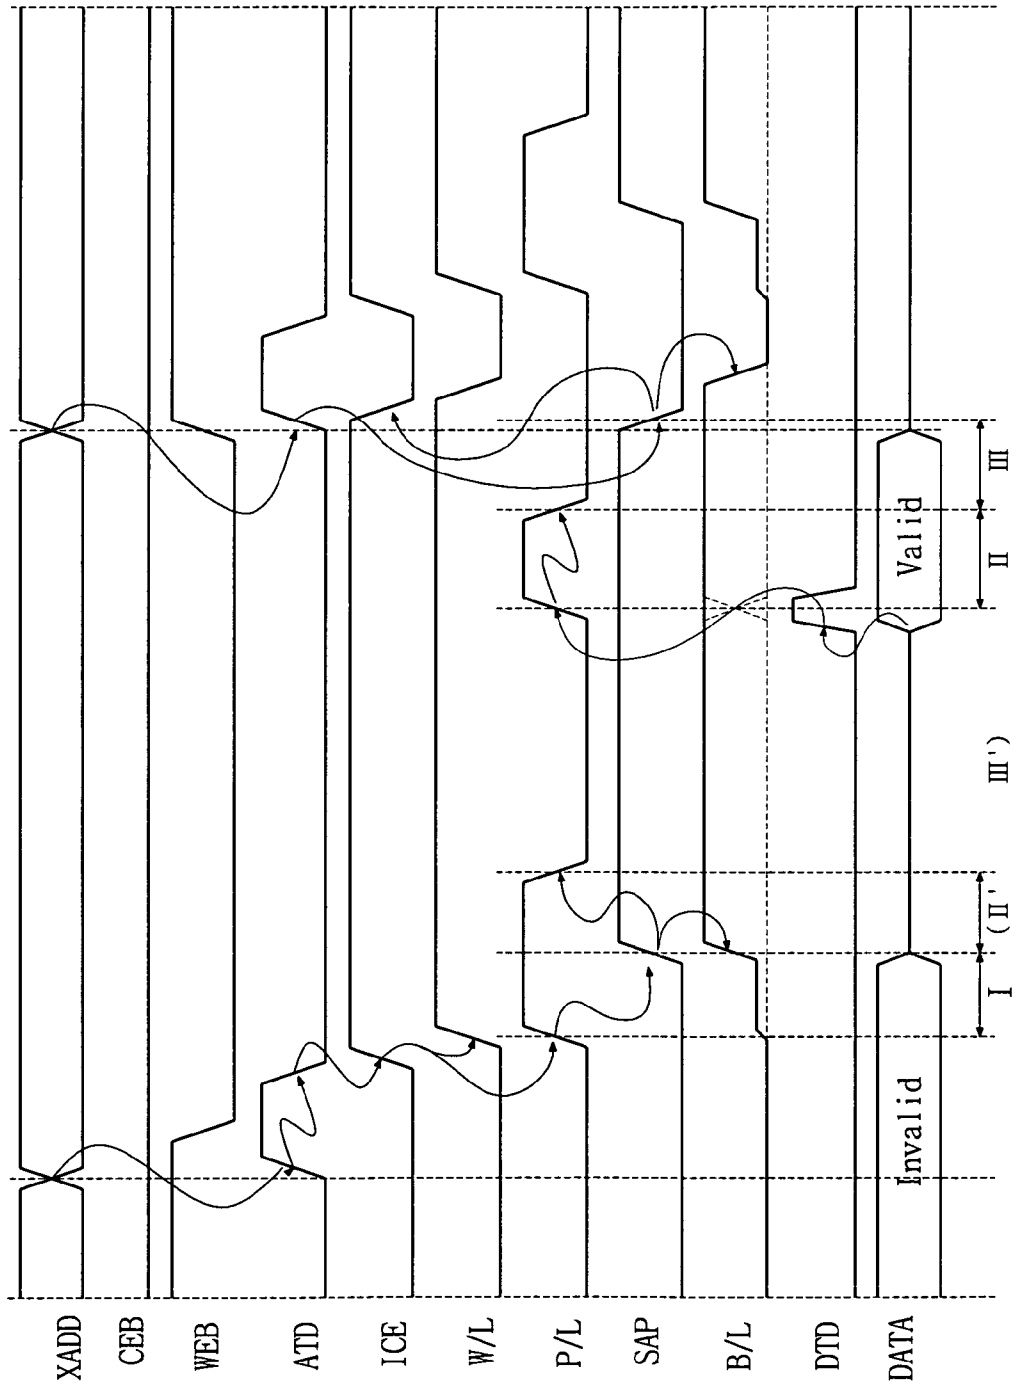 XADD
CEB
WEB
ATD
ICE
W/L
P/L
SAP
B/L
DTD
DATA
Invalid
Valid
I
(II'
III')
II
III